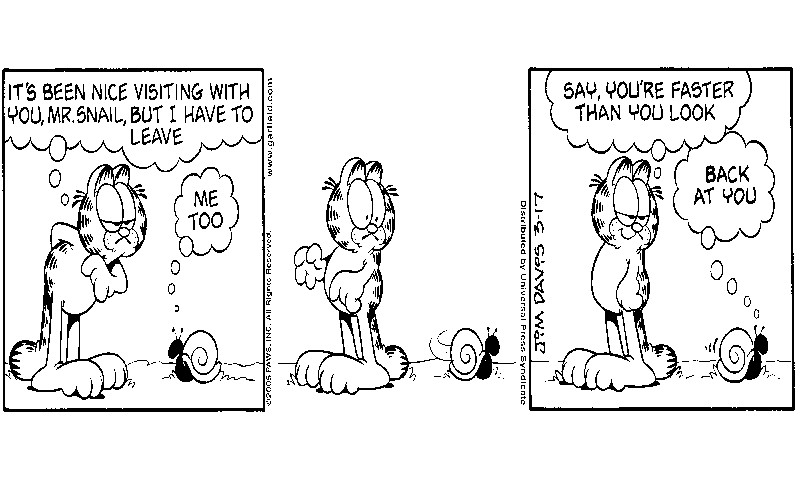 IT'S BEEN NICE VISITING WITH
YOU, MR. SNAIL, BUT I HAVE TO
LEAVE
ME
TOO
www.garfield.com
©2005 PAWS, INC. All Rights Reserved.
Distributed by Universal Press Syndicate
JIM DAVIS 3-17
SAY, YOU'RE FASTER
THAN YOU LOOK
BACK
AT YOU